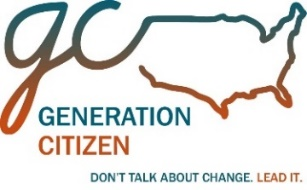 gc
GENERATION
CITIZEN
DON'T TALK ABOUT CHANGE. LEAD IT.